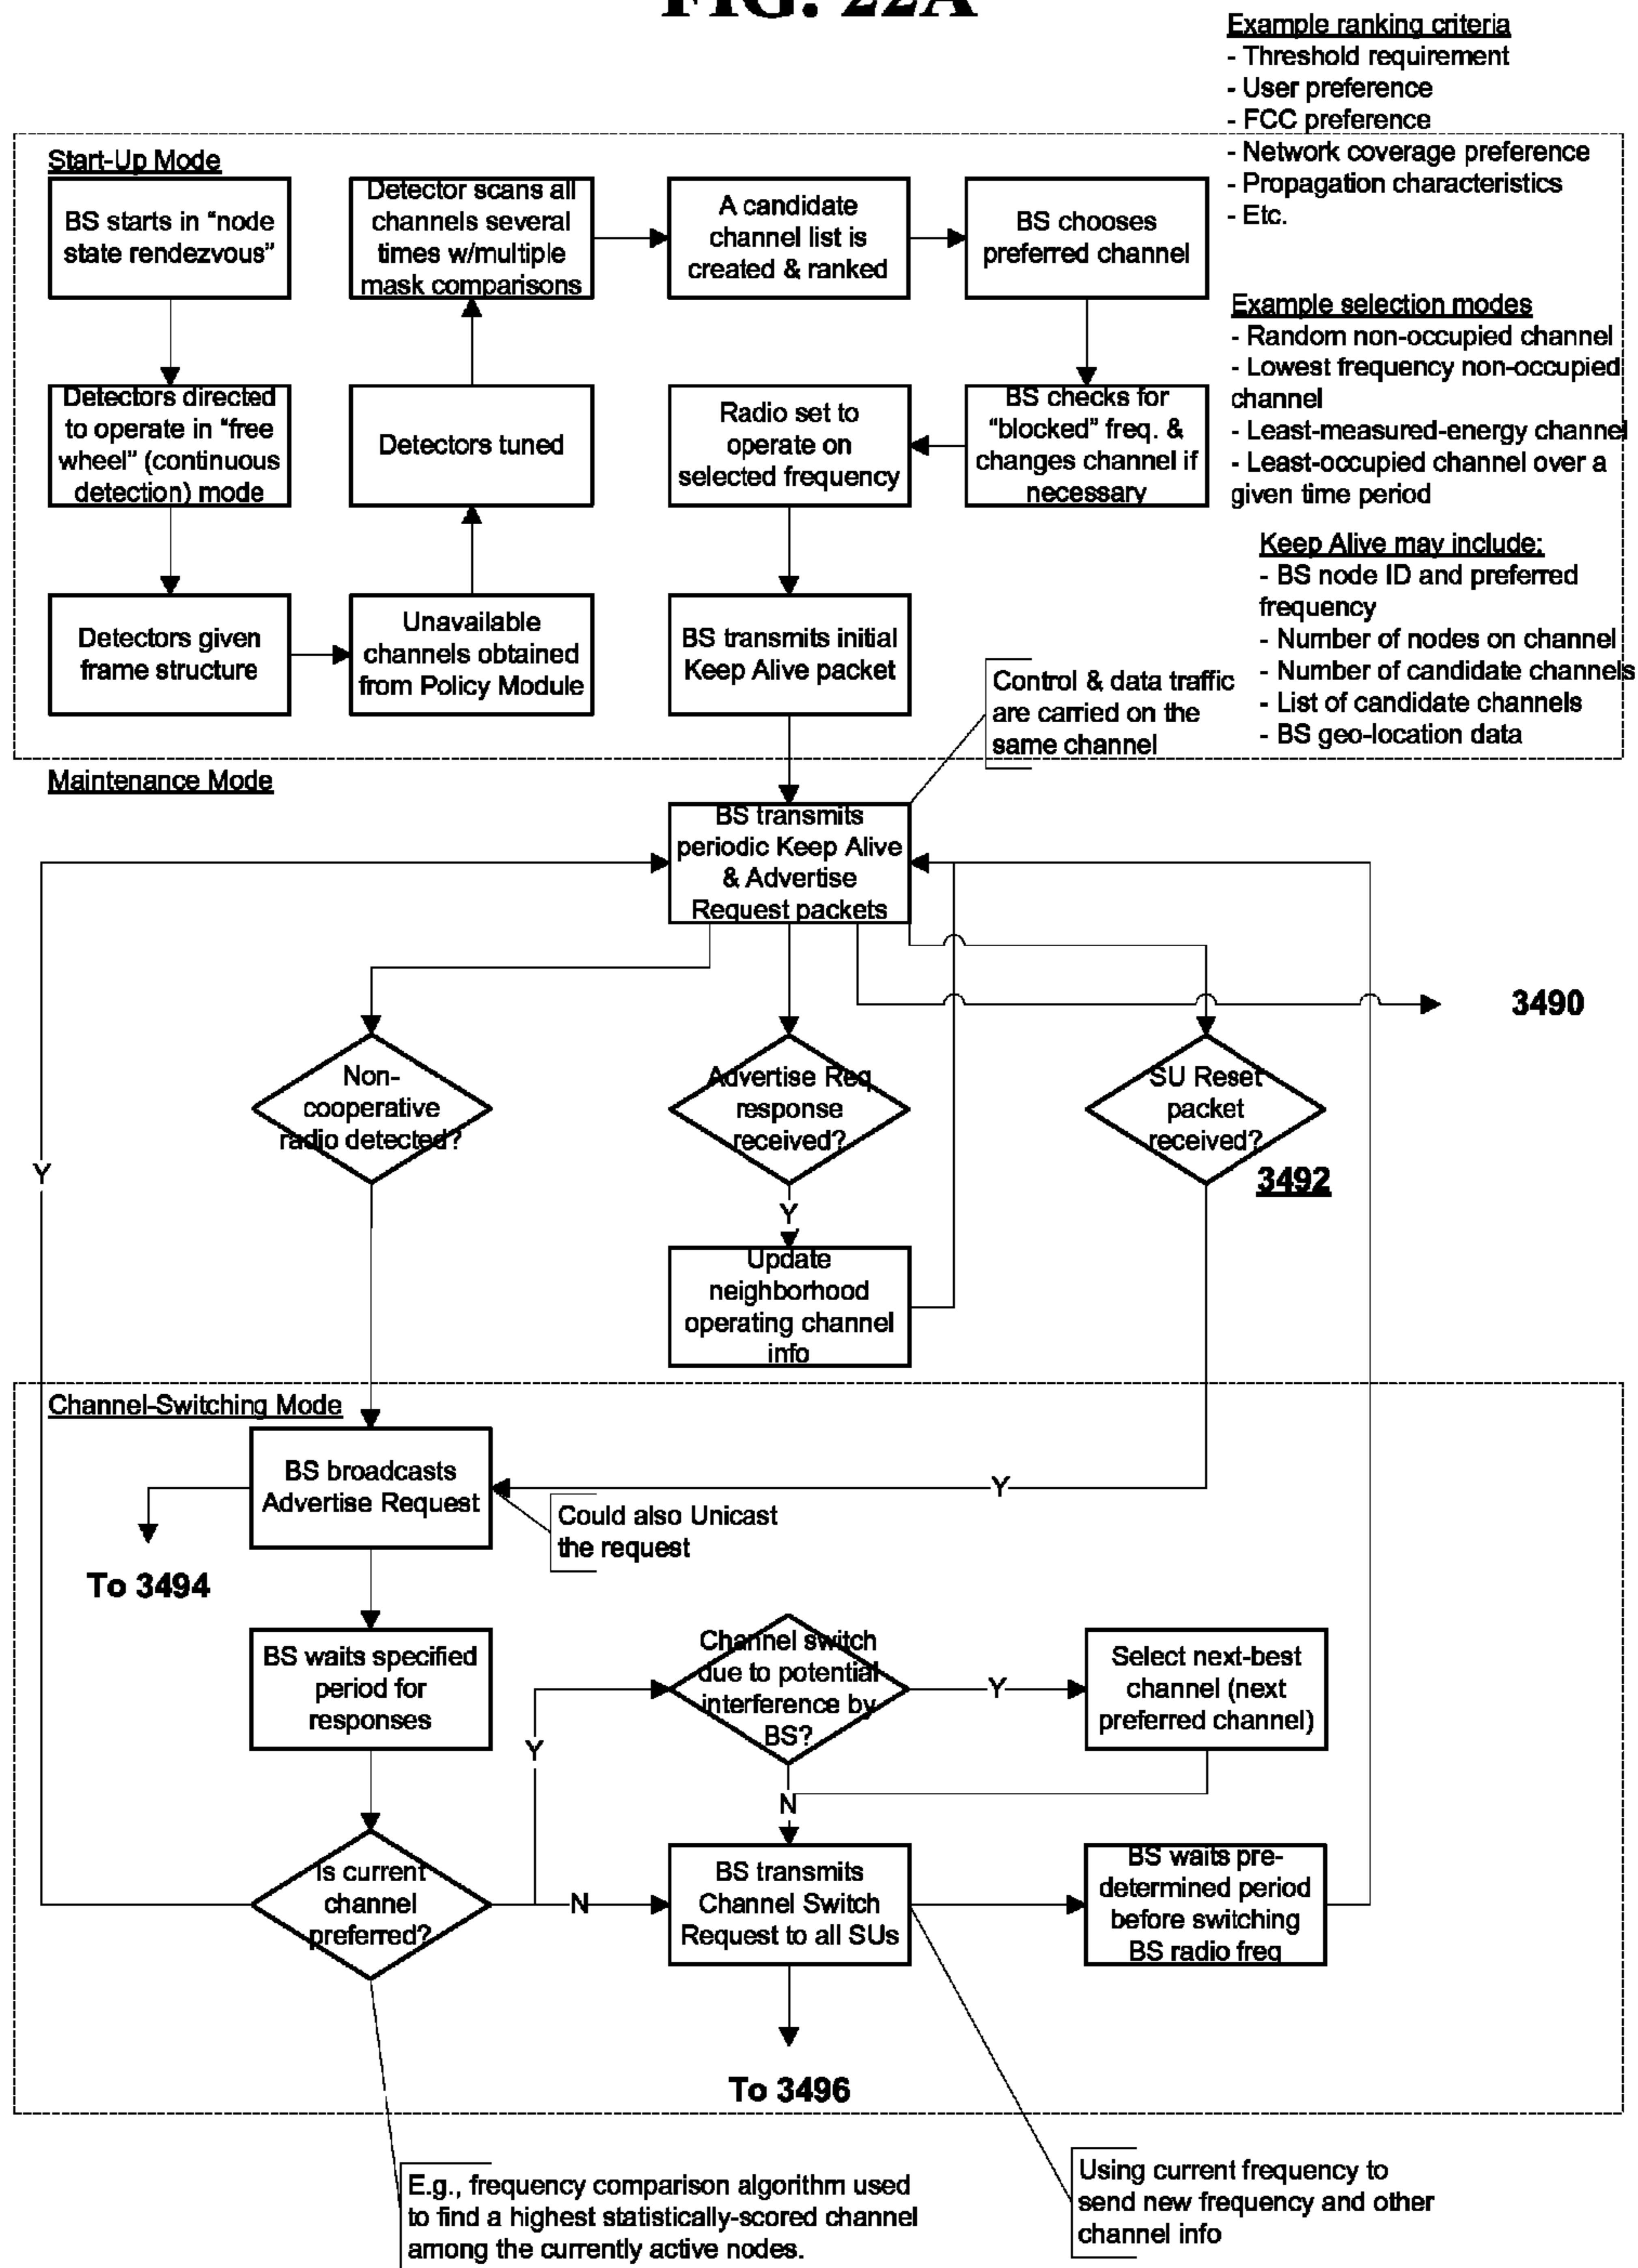 FIG. 22A
Example ranking criteria
- Threshold requirement
- User preference
- FCC preference
- Network coverage preference
- Propagation characteristics
- Etc.
Start-Up Mode
BS starts in "node
state rendezvous"
Detector scans all
channels several
times w/multiple
mask comparisons
A candidate
channel list is
created & ranked
BS chooses
preferred channel
Example selection modes
- Random non-occupied channel
- Lowest frequency non-occupied
channel
- Least-measured-energy channel
- Least-occupied channel over a
given time period
Detectors directed
to operate in "free
wheel" (continuous
detection) mode
Detectors tuned
Radio set to
operate on
selected frequency
BS checks for
"blocked" freq. &
changes channel if
necessary
Keep Alive may include:
- BS node ID and preferred
frequency
- Number of nodes on channel
- Number of candidate channels
- List of candidate channels
- BS geo-location data
Detectors given
frame structure
Unavailable
channels obtained
from Policy Module
BS transmits initial
Keep Alive packet
Control & data traffic
are carried on the
same channel
Maintenance Mode
BS transmits
periodic Keep Alive
& Advertise
Request packets
3490
Non-
cooperative
radio detected?
Advertise Req
response
received?
SU Reset
packet
received?
3492
Y
Y
Update
neighborhood
operating channel
info
Channel-Switching Mode
BS broadcasts
Advertise Request
Y
Could also Unicast
the request
To 3494
BS waits specified
period for
responses
Channel switch
due to potential
interference by
BS?
Y
Select next-best
channel (next
preferred channel)
Y
N
Is current
channel
preferred?
N
BS transmits
Channel Switch
Request to all SUs
BS waits pre-
determined period
before switching
BS radio freq
To 3496
E.g., frequency comparison algorithm used
to find a highest statistically-scored channel
among the currently active nodes.
Using current frequency to
send new frequency and other
channel info